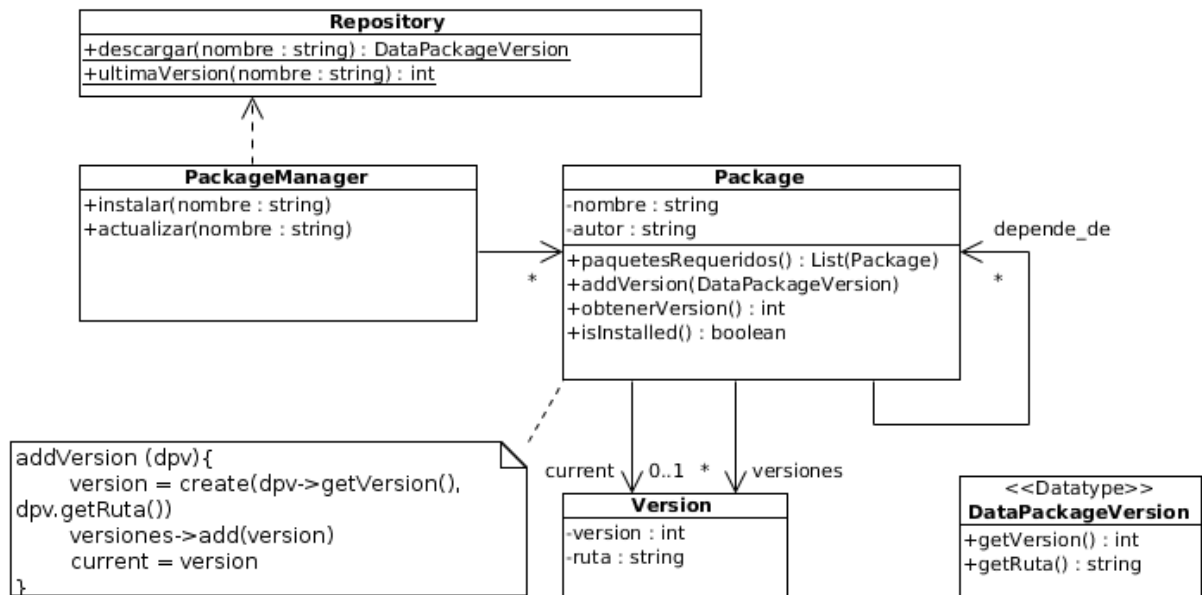 Repository
+descargar(nombre : string) : DataPackageVersion
+ultimaVersion(nombre : string) : int
PackageManager
+instalar(nombre : string)
+actualizar(nombre : string)
*
Package
-nombre : string
-autor : string
+paquetesRequeridos() : List(Package)
+addVersion(DataPackageVersion)
+obtenerVersion() : int
+isInstalled() : boolean
depende_de
*
addVersion (dpv){
version = create(dpv->getVersion(),
dpv.getRuta())
versiones->add(version)
current = version
}
current
0..1
*
versiones
Version
-version : int
-ruta : string
<<Datatype>>
DataPackageVersion
+getVersion() : int
+getRuta() : string